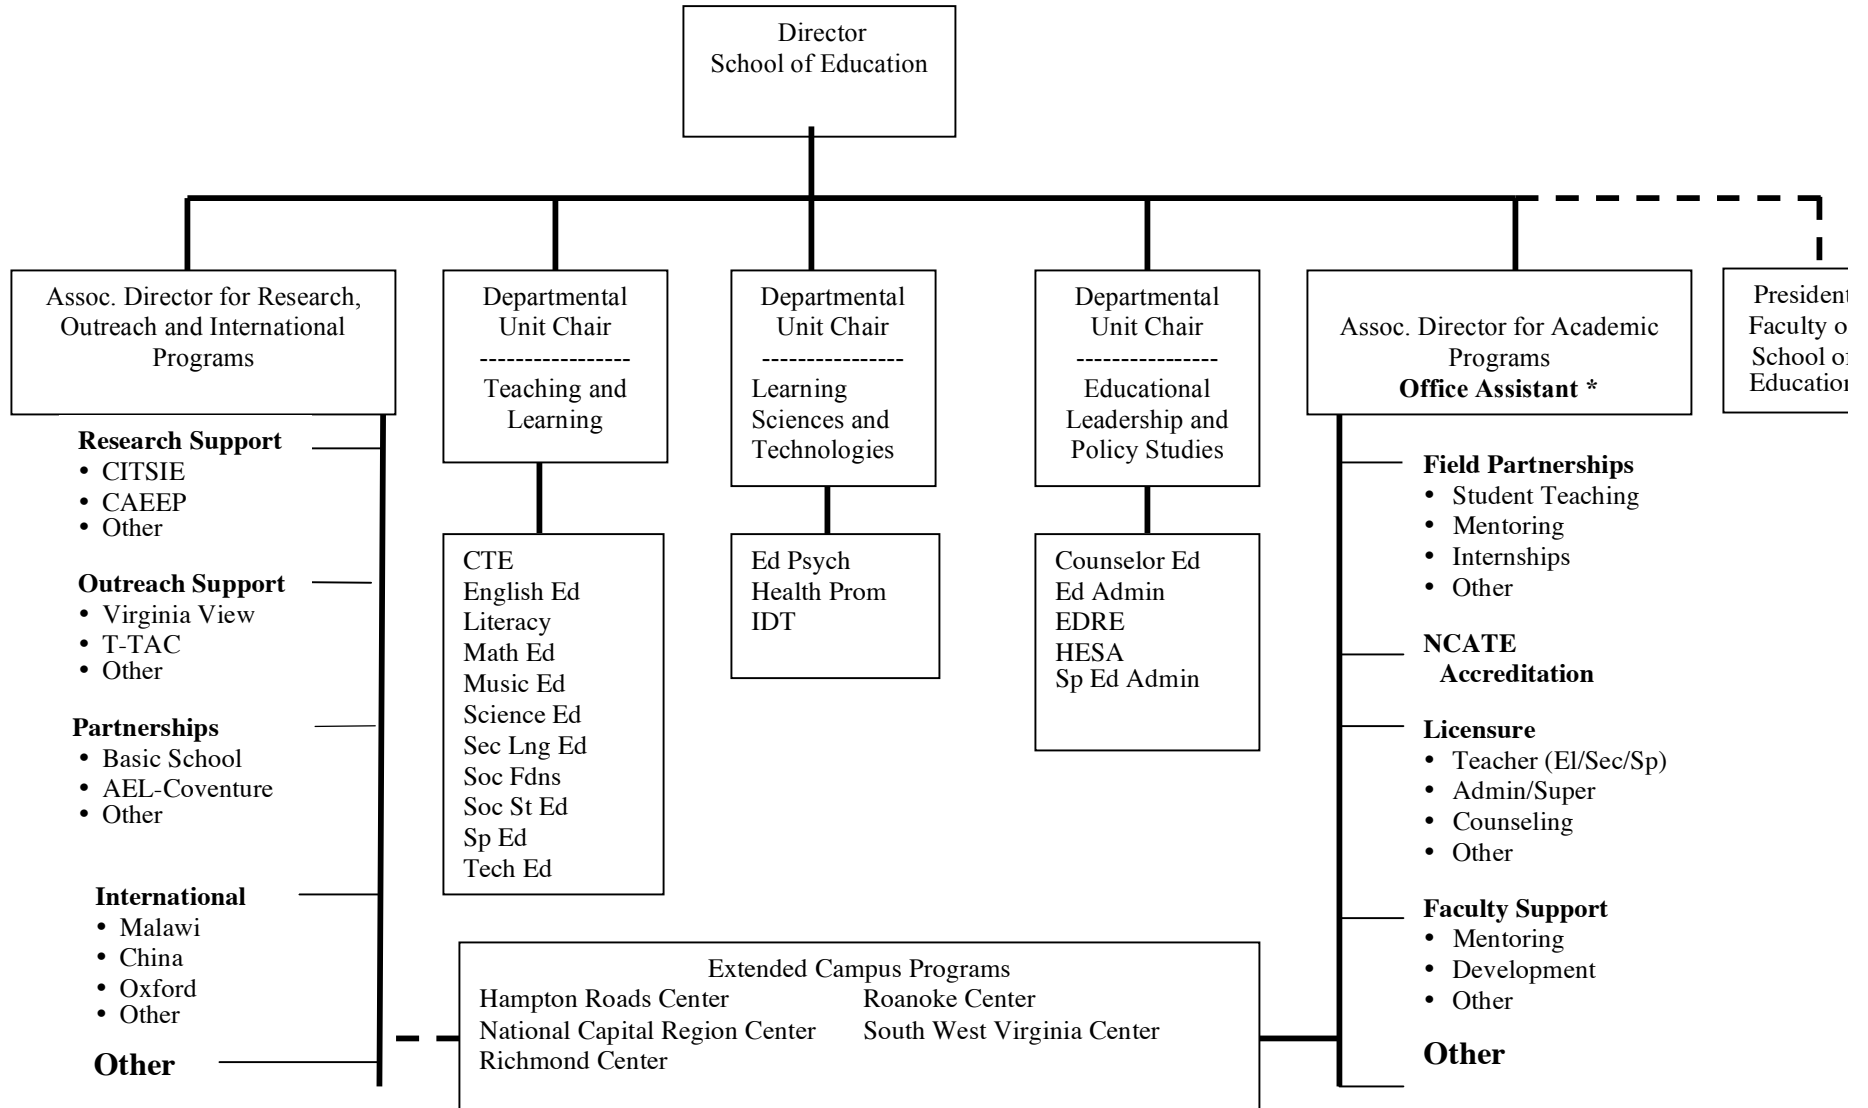 Director
School of Education
Assoc. Director for Research,
Outreach and International
Programs
Research Support
• CITSIE
• CAEEP
• Other
Outreach Support
• Virginia View
• T-TAC
• Other
Partnerships
• Basic School
• AEL-Coventure
• Other
International
• Malawi
• China
• Oxford
• Other
Other
Departmental
Unit Chair
-----------------
Teaching and
Learning
CTE
English Ed
Literacy
Math Ed
Music Ed
Science Ed
Sec Lng Ed
Soc Fdns
Soc St Ed
Sp Ed
Tech Ed
Departmental
Unit Chair
----------------
Learning
Sciences and
Technologies
Ed Psych
Health Prom
IDT
Departmental
Unit Chair
----------------
Educational
Leadership and
Policy Studies
Counselor Ed
Ed Admin
EDRE
HESA
Sp Ed Admin
Assoc. Director for Academic
Programs
Office Assistant *
Field Partnerships
• Student Teaching
• Mentoring
• Internships
• Other
NCATE
Accreditation
Licensure
• Teacher (El/Sec/Sp)
• Admin/Super
• Counseling
• Other
Faculty Support
• Mentoring
• Development
• Other
Other
President
Faculty
School
Education
Extended Campus Programs
Hampton Roads Center Roanoke Center
National Capital Region Center South West Virginia Center
Richmond Center